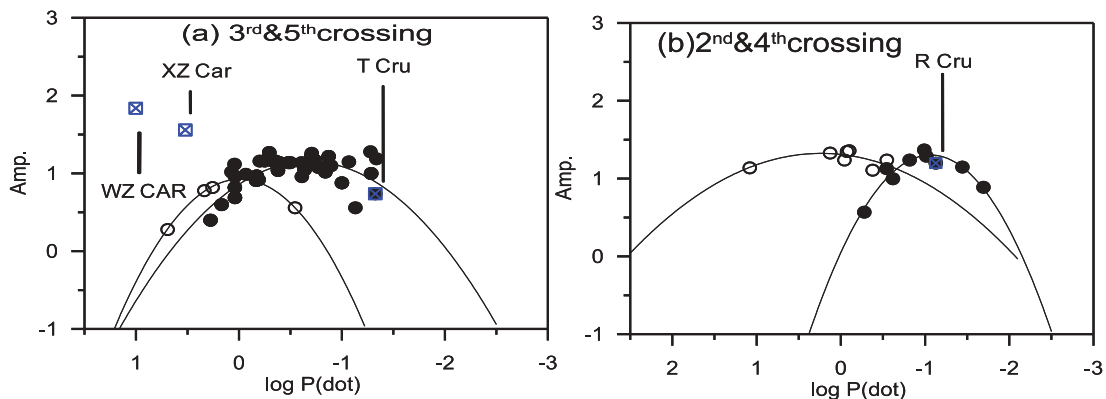 (a) 3rd&5thcrossing
XZ Car
T Cru
WZ CAR
Amp.
3
2
1
0
-1
1
0
-1
-2
-3
log P(dot)
(b)2nd&4thcrossing
R Cru
Amp.
3
2
1
0
-1
2
1
0
-1
-2
-3
log P(dot)